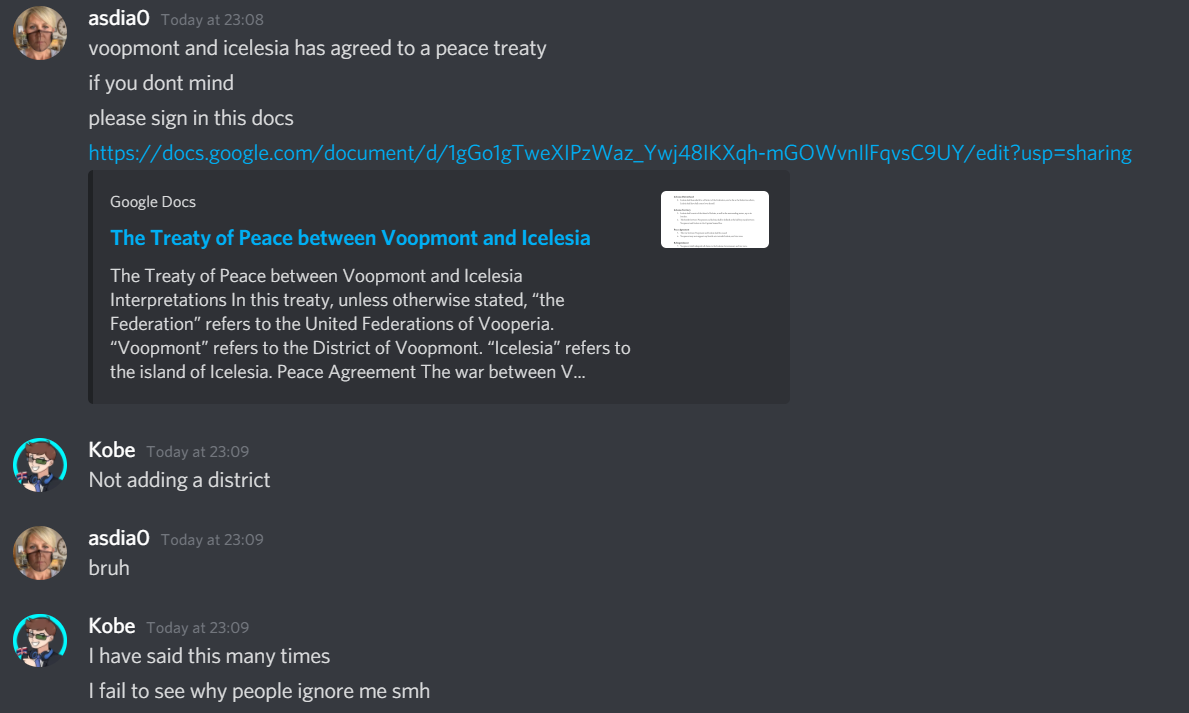 asdia0 Today at 23:08
voopmont and icelesia has agreed to a peace treaty
if you dont mind
please sign in this docs
https://docs.google.com/document/d/1gGo1gTweXIPzWaz_Ywj48IKXqh-mGOWvnIlFqvsC9UY/edit?usp=sharing
Google Docs
The Treaty of Peace between Voopmont and Icelesia
The Treaty of Peace between Voopmont and Icelesia
Interpretations In this treaty, unless otherwise stated, “the
Federation” refers to the United Federations of Vooperia.
“Voopmont” refers to the District of Voopmont. “Icelesia” refers to
the island of Icelesia. Peace Agreement The war between V...
Kobe Today at 23:09
Not adding a district
asdia0 Today at 23:09
bruh
Kobe Today at 23:09
I have said this many times
I fail to see why people ignore me smh